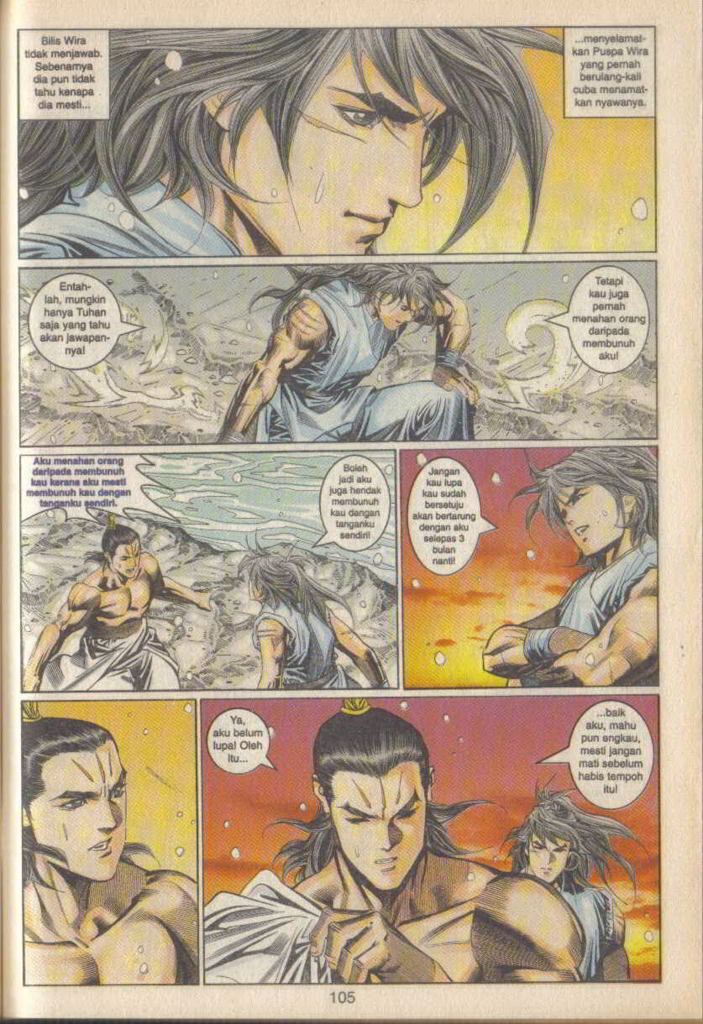 Bilis Wira
tidak menjawab.
Sebenarnya
dia pun tidak
tahu kenapa
dia mesti...
...menyelamat-
kan Puspa Wira
yang pernah
berulang-kali
cuba menamat-
kan nyawanya.
Entah-
lah, mungkin
hanya Tuhan
saja yang tahu
akan jawapan-
nya!
Tetapi
kau juga
pernah
menahan orang
daripada
membunuh
aku!
Aku menahan orang
daripada membunuh
kau kerana aku mesti
membunuh kau dengan
tanganku sendiri.
Boleh
jadi aku
juga hendak
membunuh
kau dengan
tanganku
sendiri!
Jangan
kau lupa
kau sudah
bersetuju
akan bertarung
dengan aku
selepas 3
bulan
nanti!
Ya,
aku belum
lupa! Oleh
itu...
...baik
aku, mahu
pun engkau,
mesti jangan
mati sebelum
habis tempoh
itu!
105